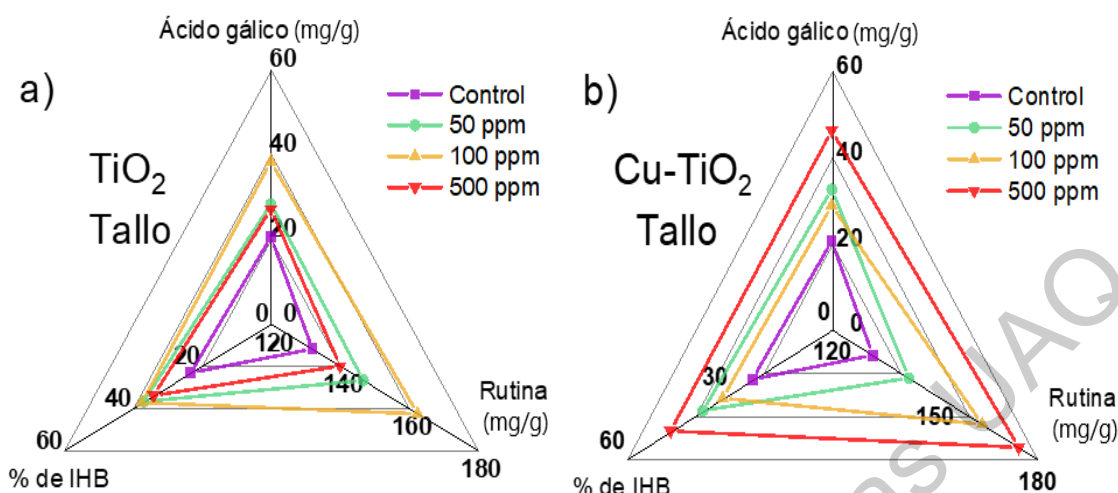 a)
TiO₂
Tallo
Ácido gálico (mg/g)
60
40
20
0 0
120
20
40
60
140
160
180
% de IHB
Rutina
(mg/g)
Control
50 ppm
100 ppm
500 ppm
b)
Cu-TiO₂
Tallo
Ácido gálico (mg/g)
60
40
20
0 0
120
30
60
150
180
% de IHB
Rutina
(mg/g)
Control
50 ppm
100 ppm
500 ppm
UAQ